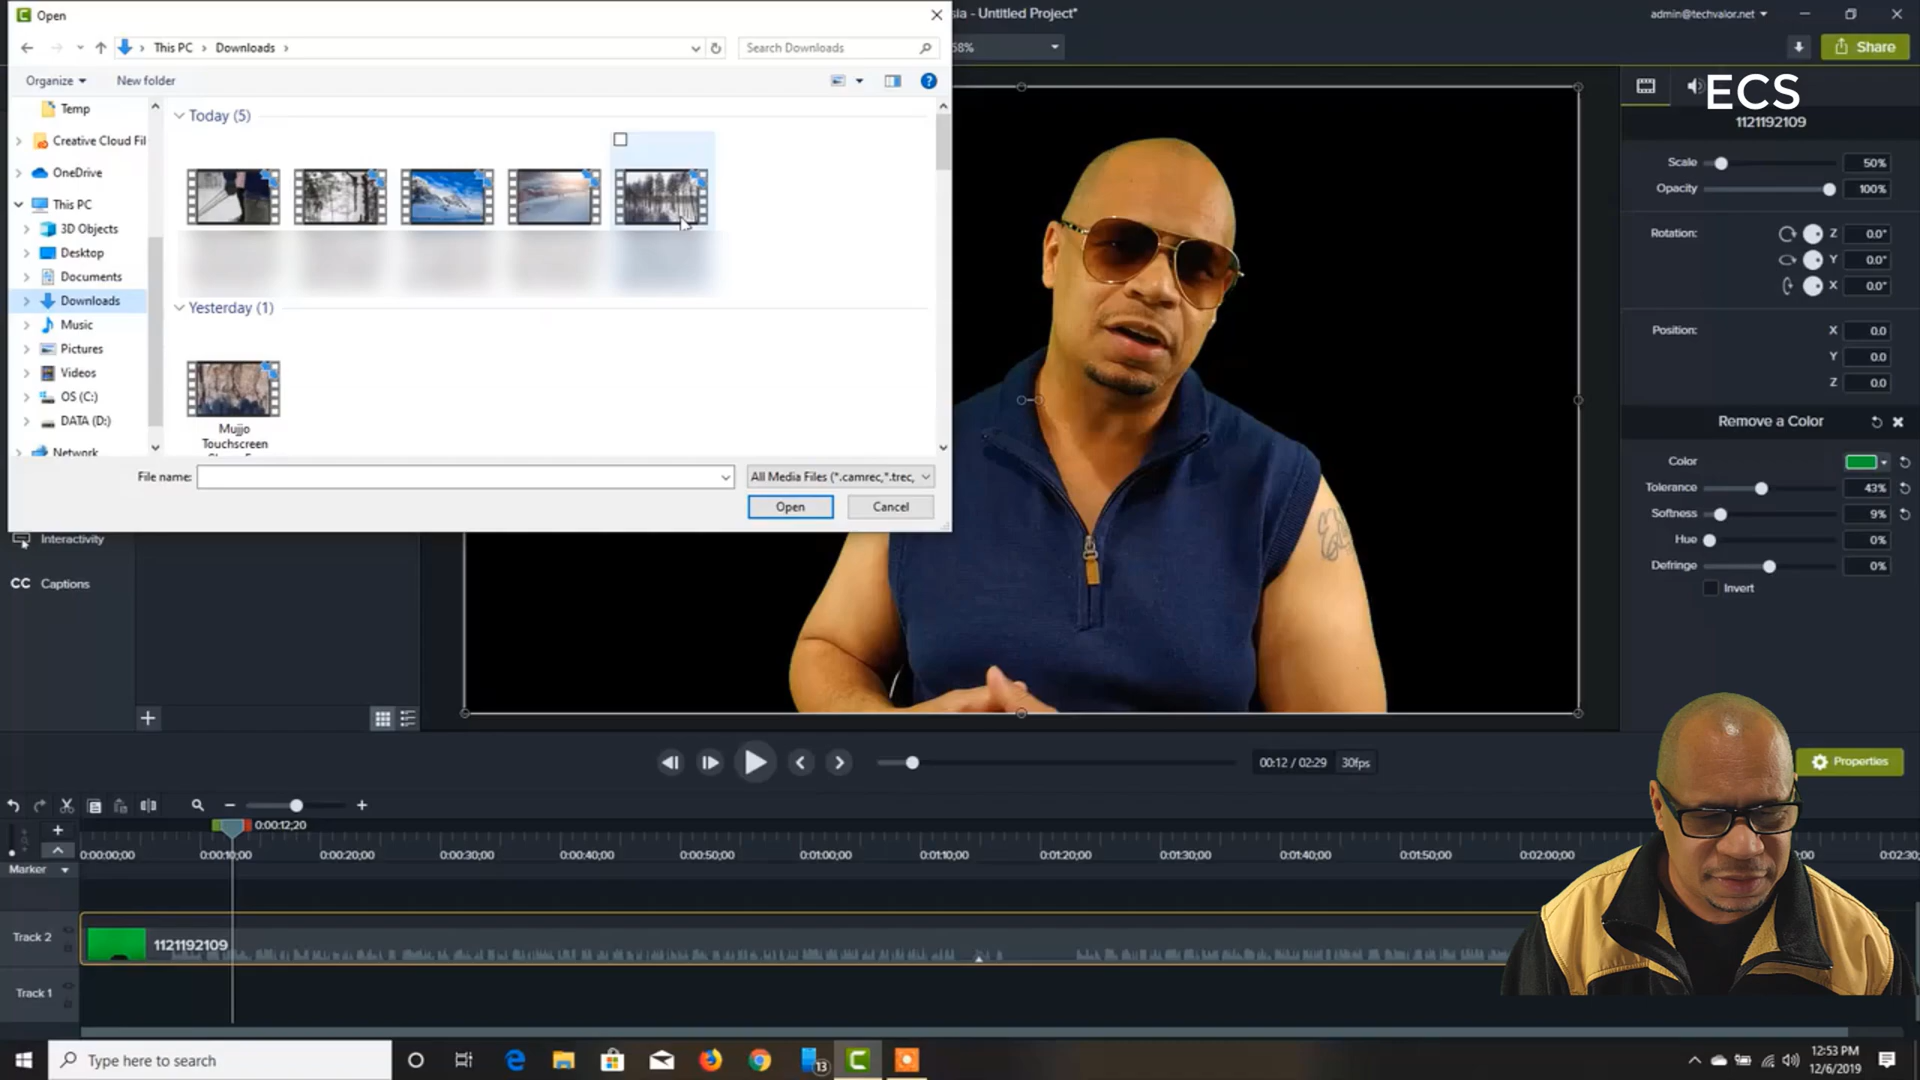 Open
sla - Untitled Project*
admin@techvalor.net
This PC
Downloads
Search Downloads
58%
Share
Organize
New folder
ECS
1121192109
Temp
Creative Cloud Fil
OneDrive
This PC
3D Objects
Desktop
Documents
Downloads
Music
Pictures
Videos
OS (C:)
DATA (D:)
Network
Today (5)
Yesterday (1)
Mujjo
Touchscreen
File name:
All Media Files (*.camrec,*.trec,
Open
Cancel
Scale
50%
Opacity
100%
Rotation:
Z
0.0°
Y
0.0°
X
0.0°
Position:
X
0.0
Y
0.0
Z
0.0
Remove a Color
Color
Tolerance
43%
Softness
9%
Hue
0%
Defringe
0%
Invert
Interactivity
CC
Captions
00:12 / 02:29
30fps
Properties
0:00:12;20
0:00:00;00
0:00:10;00
0:00:20;00
0:00:30;00
0:00:40;00
0:00:50;00
0:01:00;00
0:01:10;00
0:01:20;00
0:01:30;00
0:01:40;00
0:01:50;00
0:02:00;00
0:02:30;
Marker
Track 2
1121192109
Track 1
Type here to search
13
12:53 PM
12/6/2019